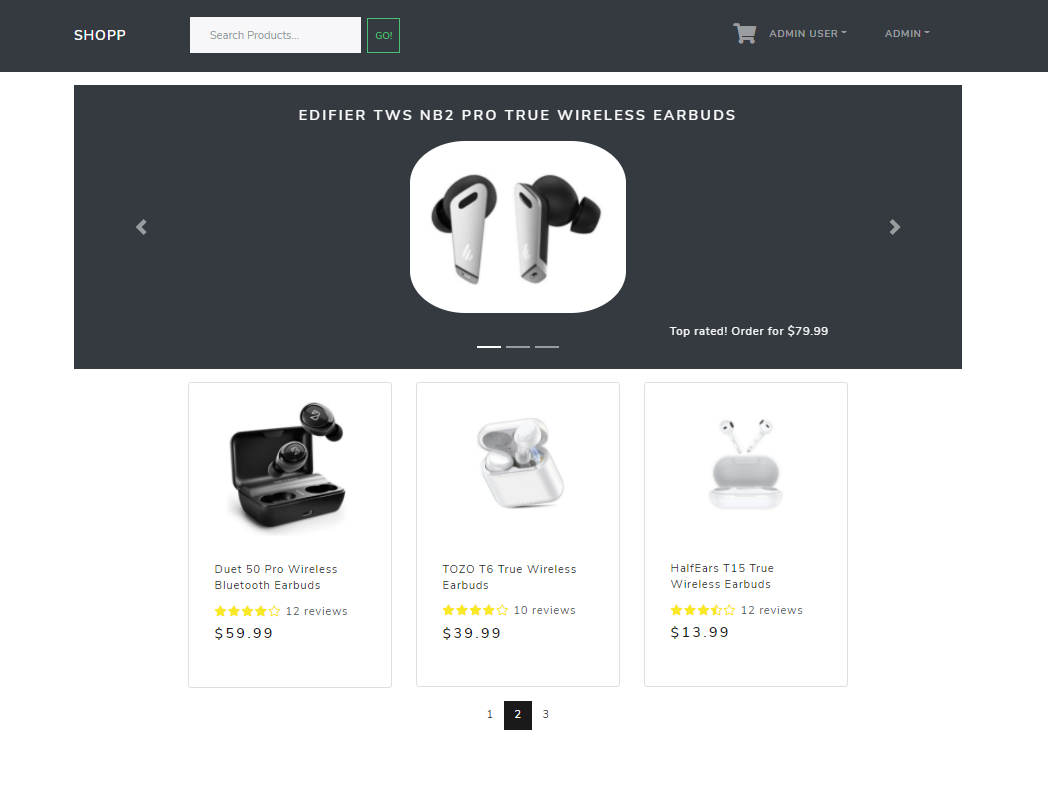 SHOPP
Search Products...
GO!
ADMIN USER
ADMIN
EDIFIER TWS NB2 PRO TRUE WIRELESS EARBUDS
Top rated! Order for $79.99
Duet 50 Pro Wireless
Bluetooth Earbuds
12 reviews
$59.99
TOZO T6 True Wireless
Earbuds
10 reviews
$39.99
HalfEars T15 True
Wireless Earbuds
12 reviews
$13.99
1 2 3